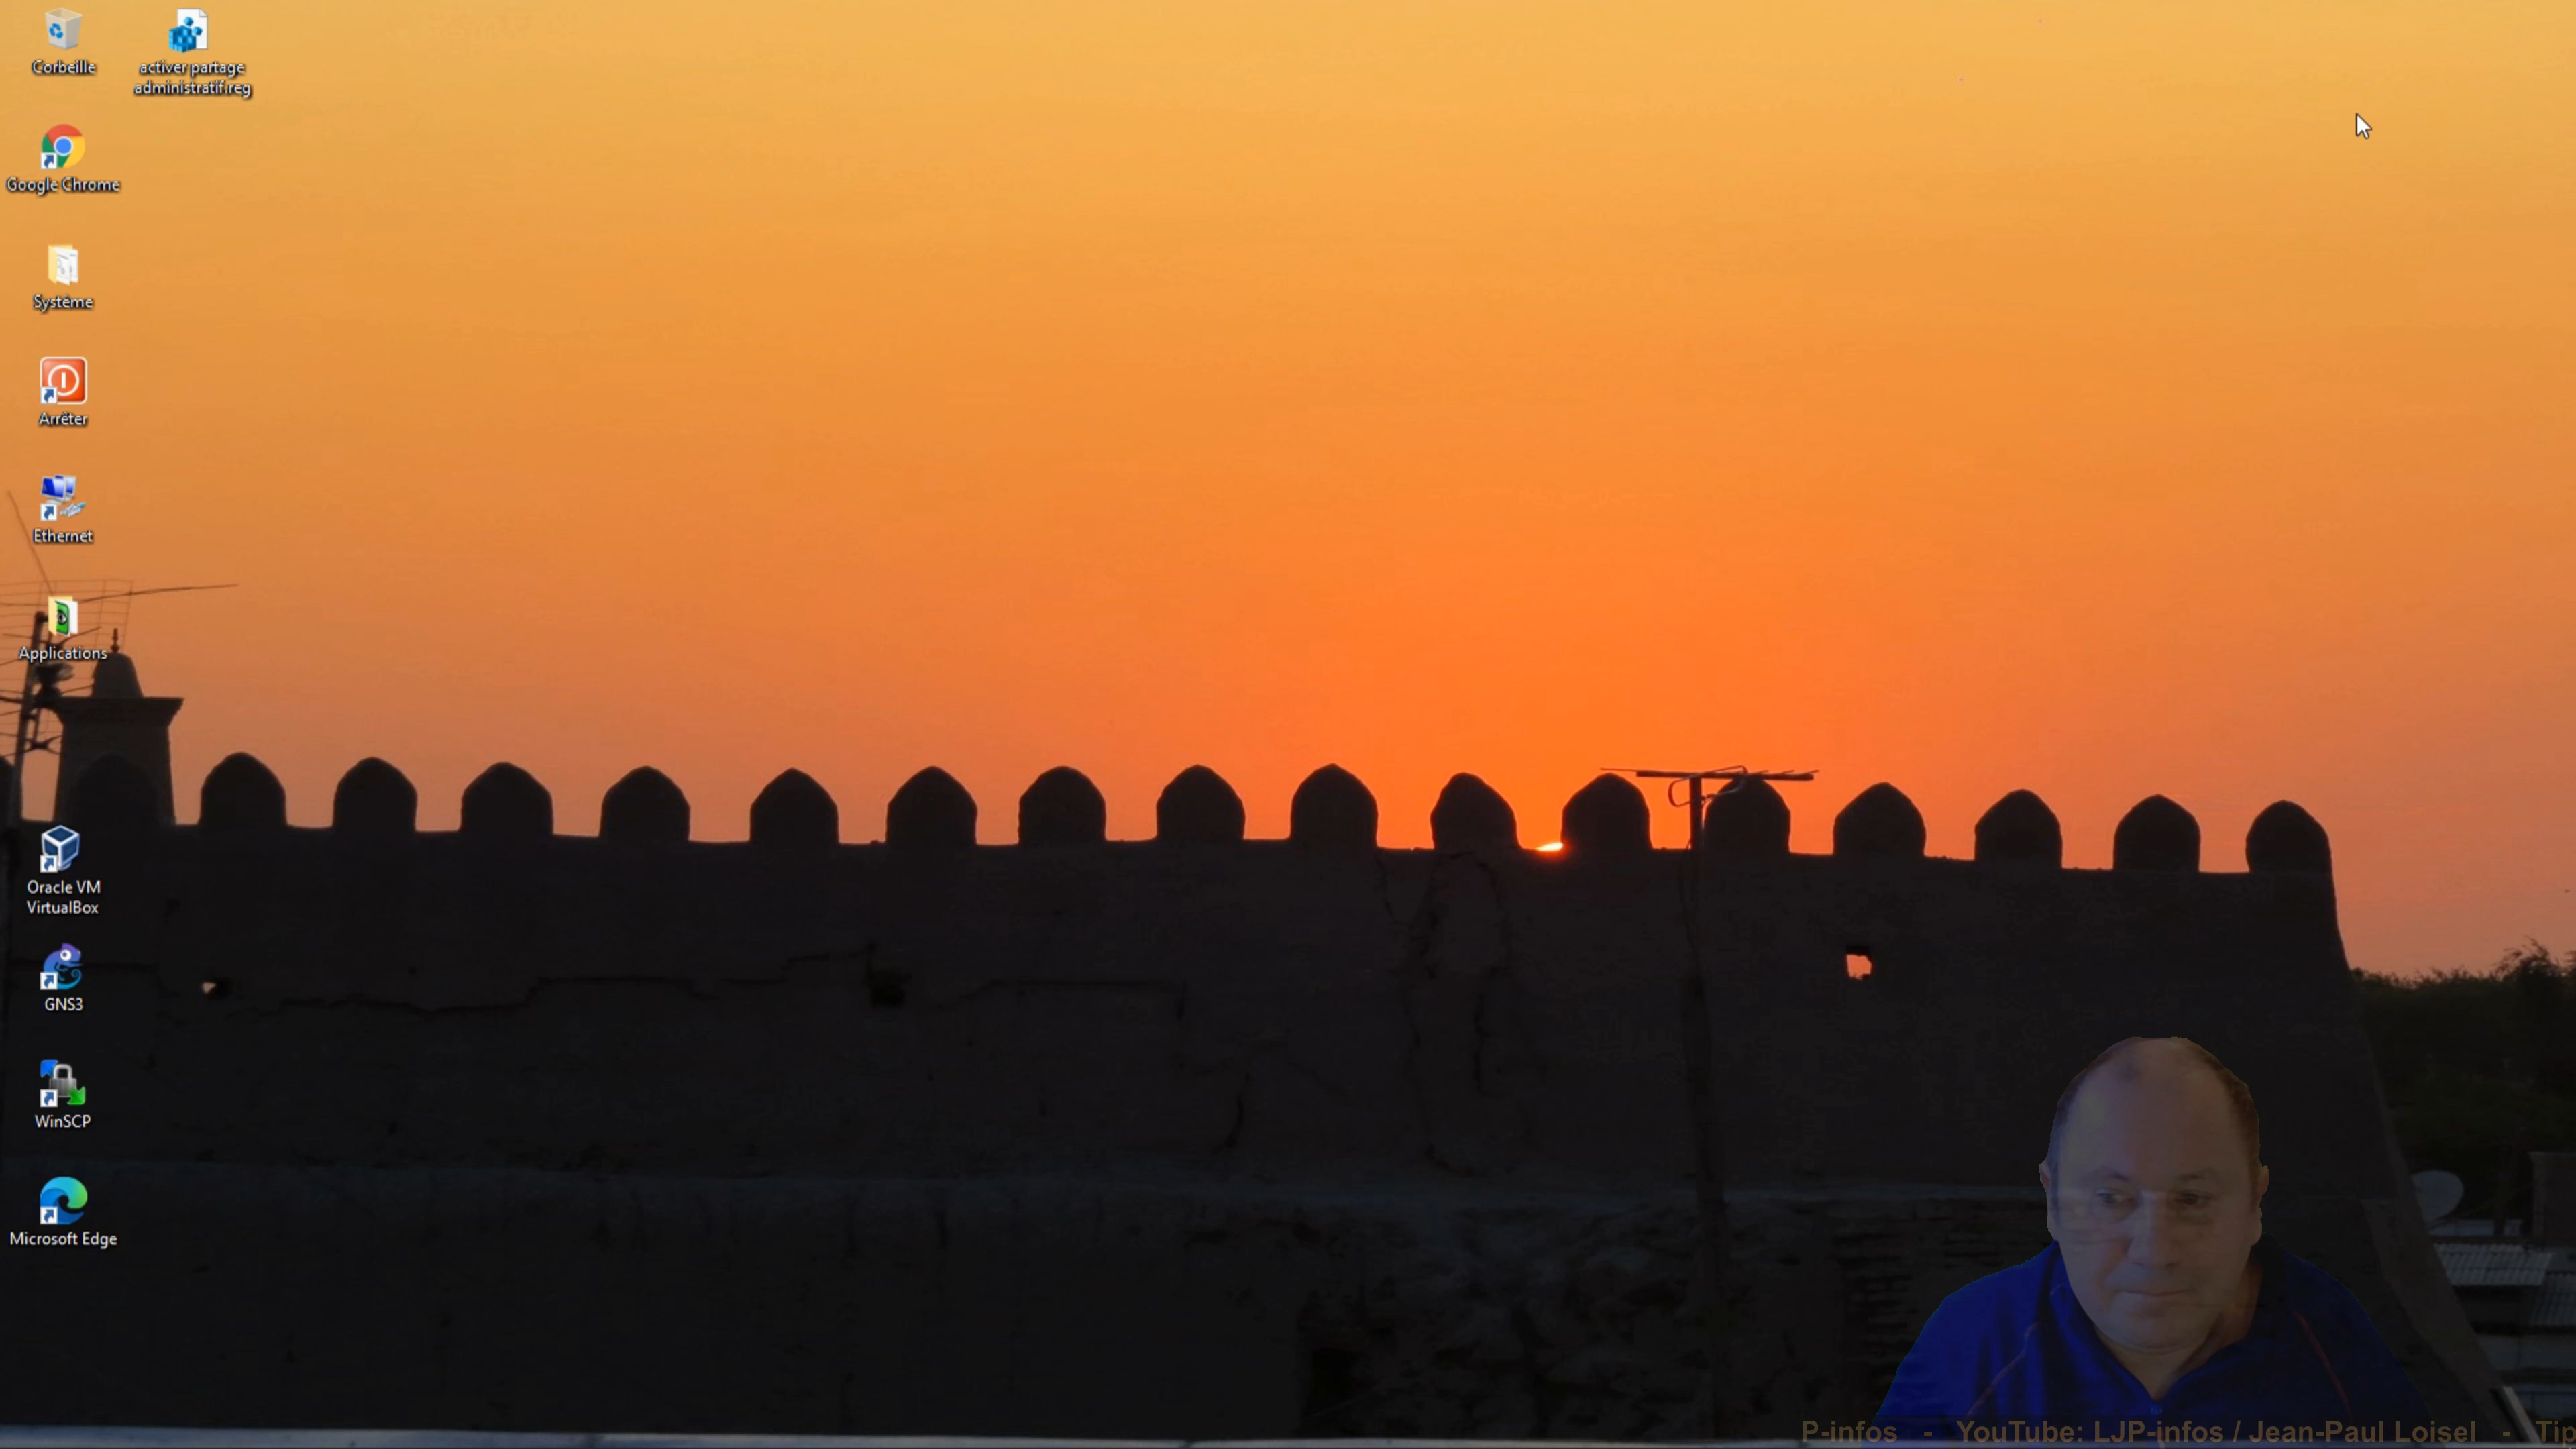 Corbeille
activer partage
administratif.reg
Google Chrome
Système
Arrêter
Ethernet
Applications
Oracle VM
VirtualBox
GNS3
WinSCP
Microsoft Edge
P-infos - YouTube: LJP-infos / Jean-Paul Loisel - Tip